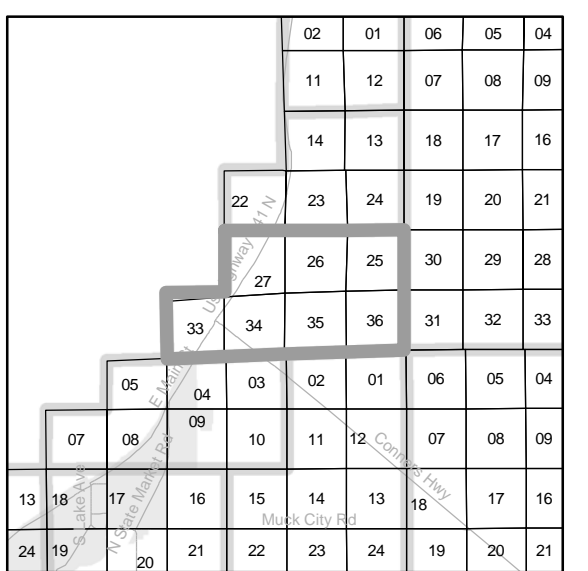 02 01 06 05 04
11 12 07 08 09
14 13 18 17 16
22 23 24 19 20 21
27 26 25 30 29 28
33 34 35 36 31 32 33
05 04 03 02 01 06 05 04
07 08 09 10 11 12 07 08 09
13 18 17 16 15 14 13 18 17 16
24 19 20 21 22 23 24 19 20 21
41 N
E Main St
Conners Hwy
S Lake Ave
N State Market Rd
Muck City Rd